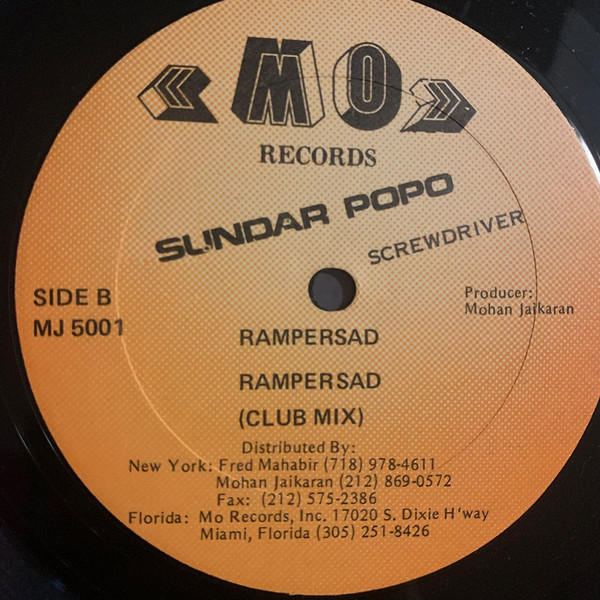 MO
RECORDS
SUNDAR POPO
SCREWDRIVER
SIDE B
MJ 5001
Producer:
Mohan Jaikaran
RAMPERSAD
RAMPERSAD
(CLUB MIX)
Distributed By:
New York: Fred Mahabir (718) 978-4611
Mohan Jaikaran (212) 869-0572
Fax: (212) 575-2386
Florida: Mo Records, Inc. 17020 S. Dixie H'way
Miami, Florida (305) 251-8426